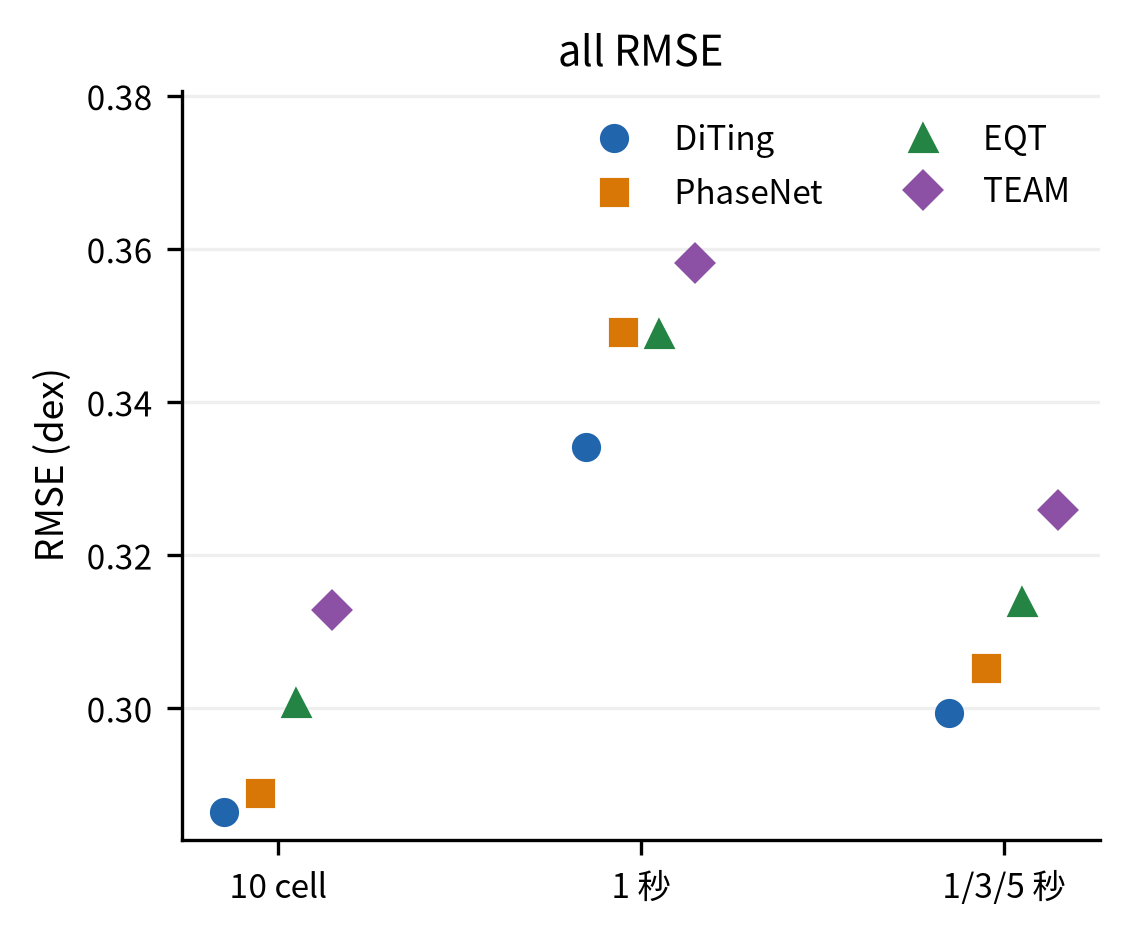 all RMSE
0.38
0.36
0.34
0.32
0.30
RMSE (dex)
DiTing
PhaseNet
EQT
TEAM
10 cell
1 秒
1/3/5 秒